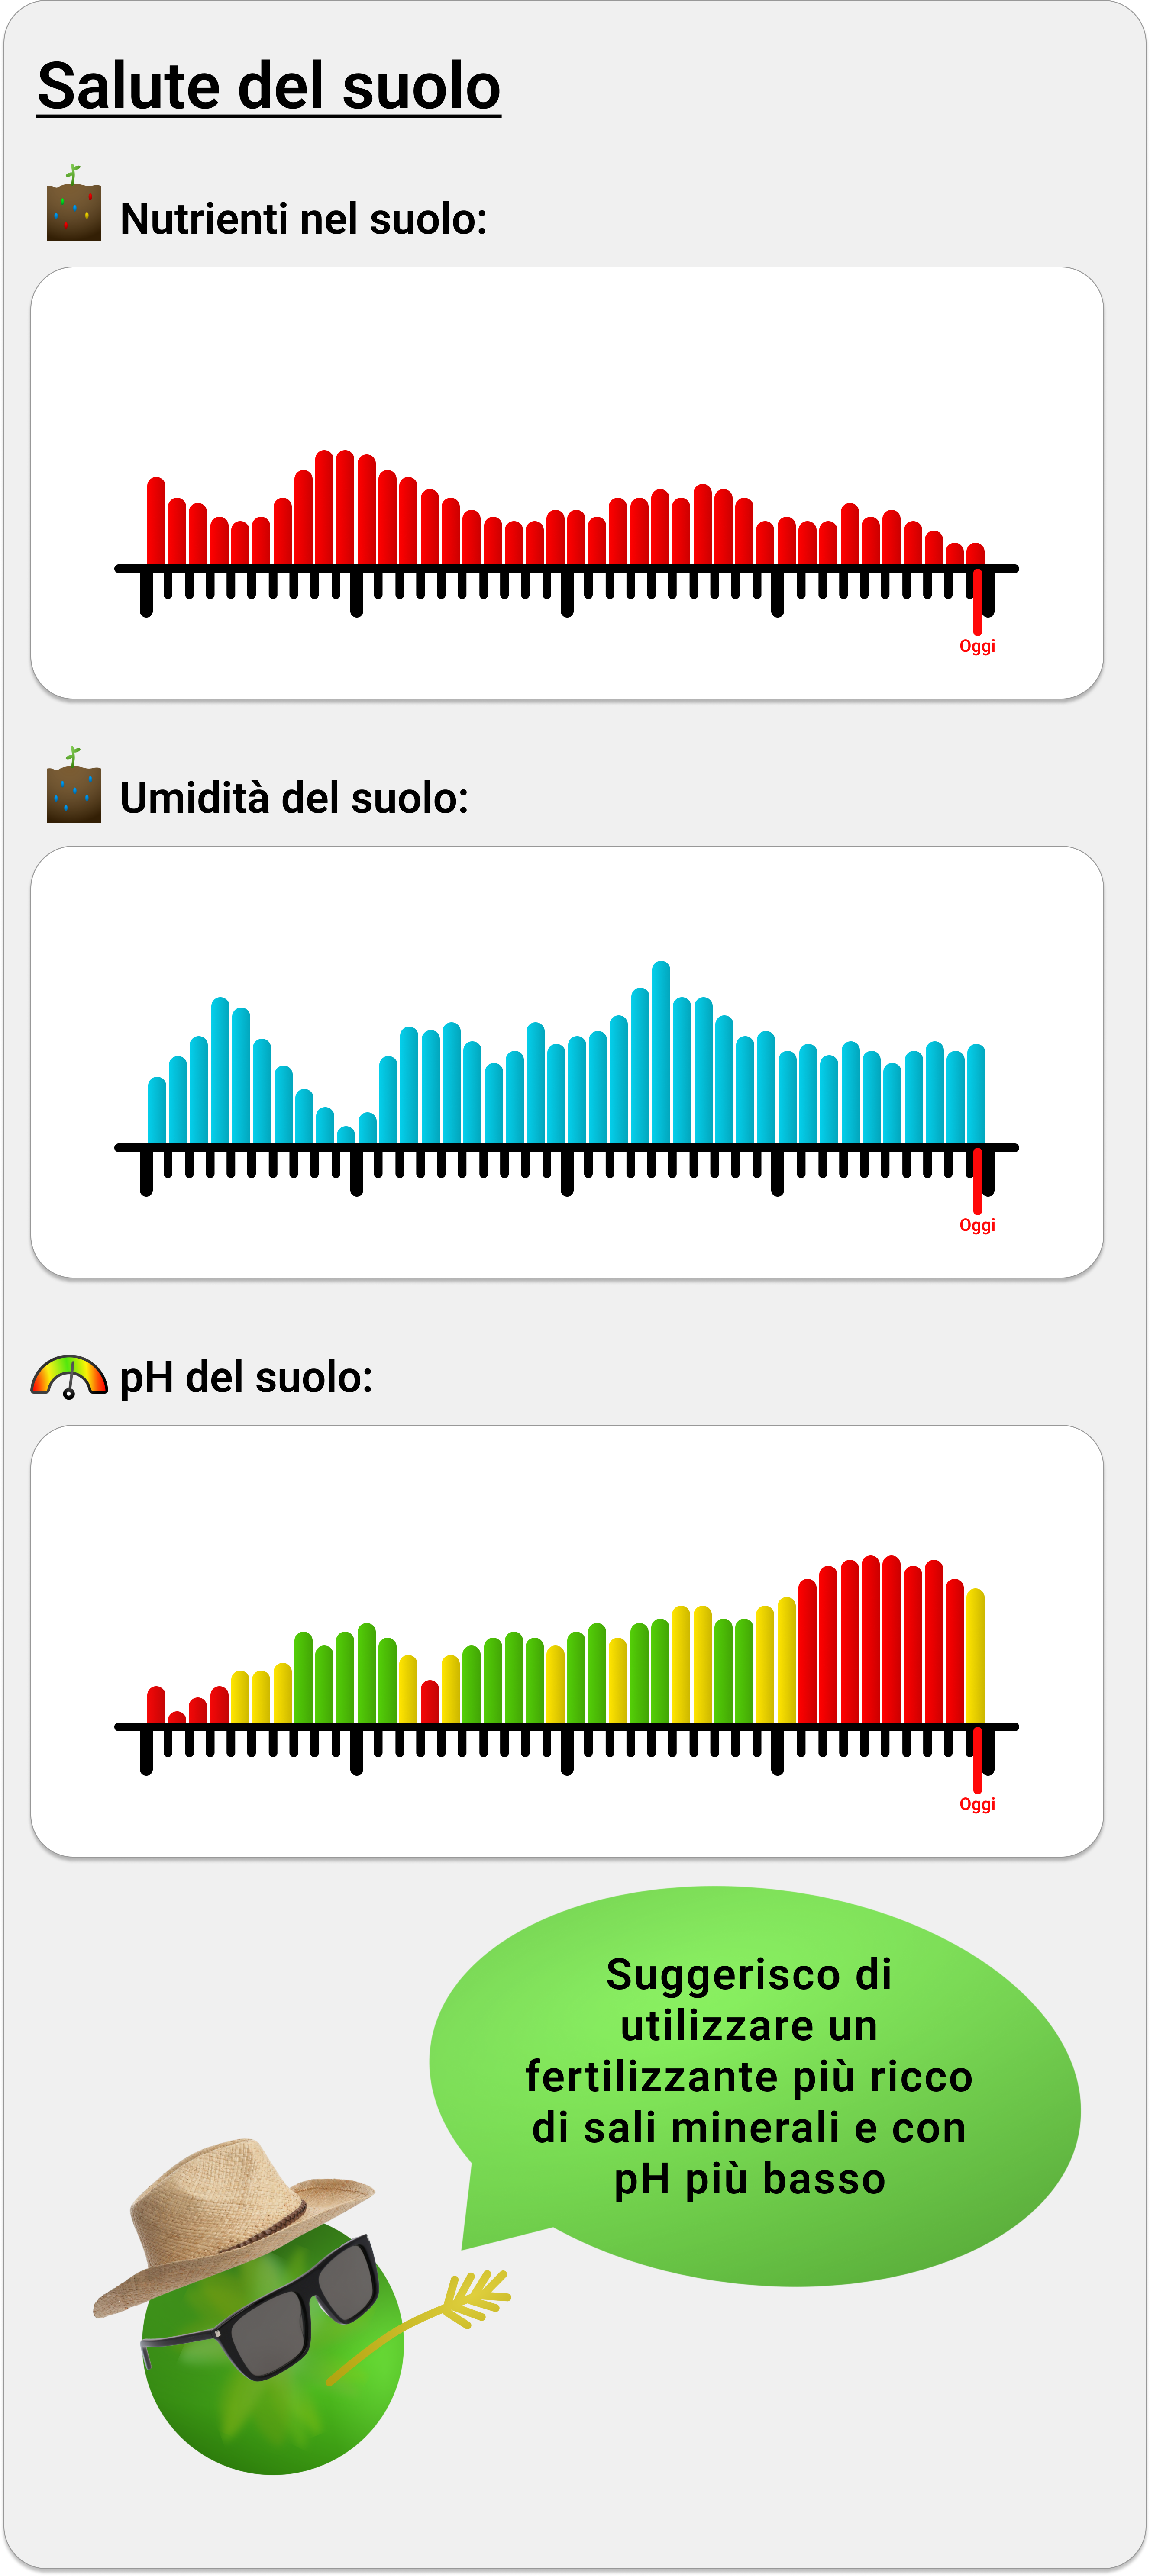 Salute del suolo
Nutrienti nel suolo:
Oggi
Umidità del suolo:
Oggi
pH del suolo:
Oggi
Suggerisco di
utilizzare un
fertilizzante più ricco
di sali minerali e con
pH più basso